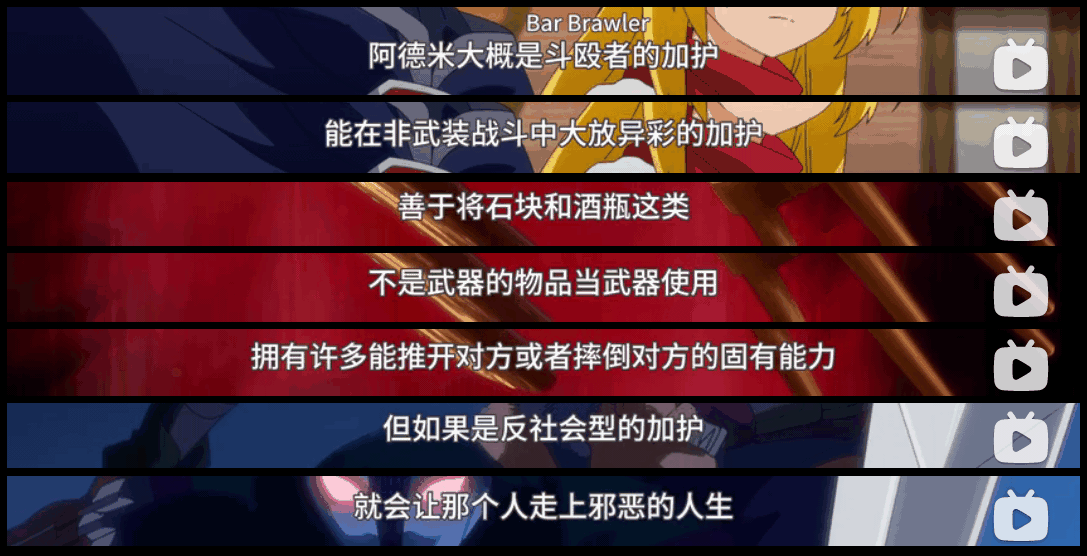 Bar Brawler
阿德米大概是斗殴者的加护
能在非武装战斗中大放异彩的加护
善于将石块和酒瓶这类
不是武器的物品当武器使用
拥有许多能推开对方或者摔倒对方的固有能力
但如果是反社会型的加护
就会让那个人走上邪恶的人生